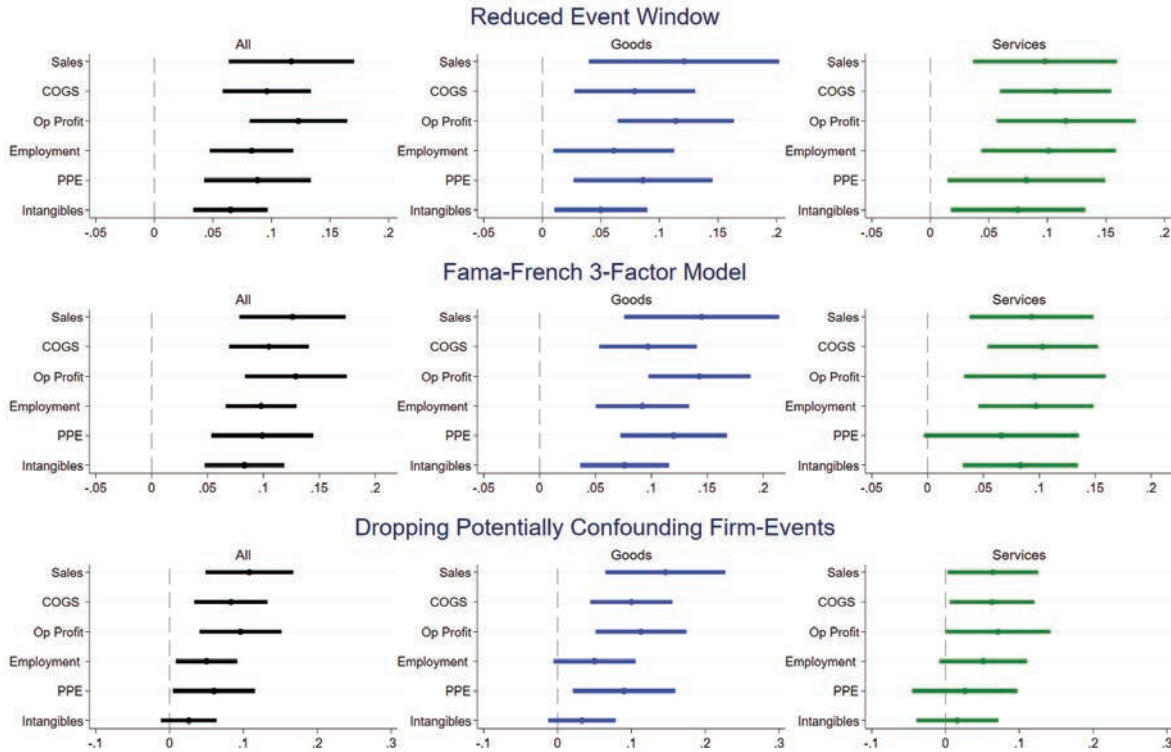 Reduced Event Window
All
Goods
Services
Sales
COGS
Op Profit
Employment
PPE
Intangibles
-.05 0 .05 .1 .15 .2
Sales
COGS
Op Profit
Employment
PPE
Intangibles
-.05 0 .05 .1 .15 .2
Sales
COGS
Op Profit
Employment
PPE
Intangibles
-.05 0 .05 .1 .15 .2
Fama-French 3-Factor Model
All
Goods
Services
Sales
COGS
Op Profit
Employment
PPE
Intangibles
-.05 0 .05 .1 .15 .2
Sales
COGS
Op Profit
Employment
PPE
Intangibles
-.05 0 .05 .1 .15 .2
Sales
COGS
Op Profit
Employment
PPE
Intangibles
-.05 0 .05 .1 .15 .2
Dropping Potentially Confounding Firm-Events
All
Goods
Services
Sales
COGS
Op Profit
Employment
PPE
Intangibles
-.1 0 .1 .2 .3
Sales
COGS
Op Profit
Employment
PPE
Intangibles
-.1 0 .1 .2 .3
Sales
COGS
Op Profit
Employment
PPE
Intangibles
-.1 0 .1 .2 .3